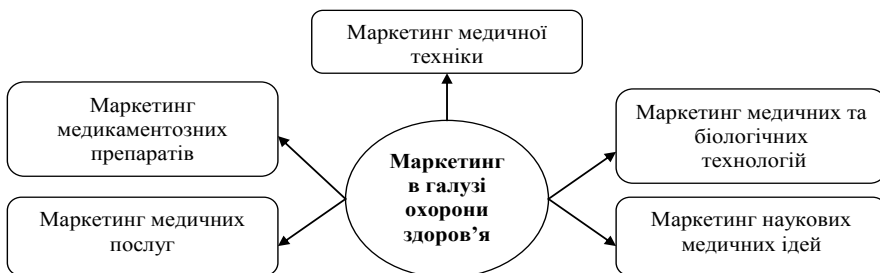 Маркетинг медичної
техніки
Маркетинг
медикаментозних
препаратів
Маркетинг медичних та
біологічних
технологій
Маркетинг
в галузі
охорони
здоров’я
Маркетинг медичних
послуг
Маркетинг наукових
медичних ідей